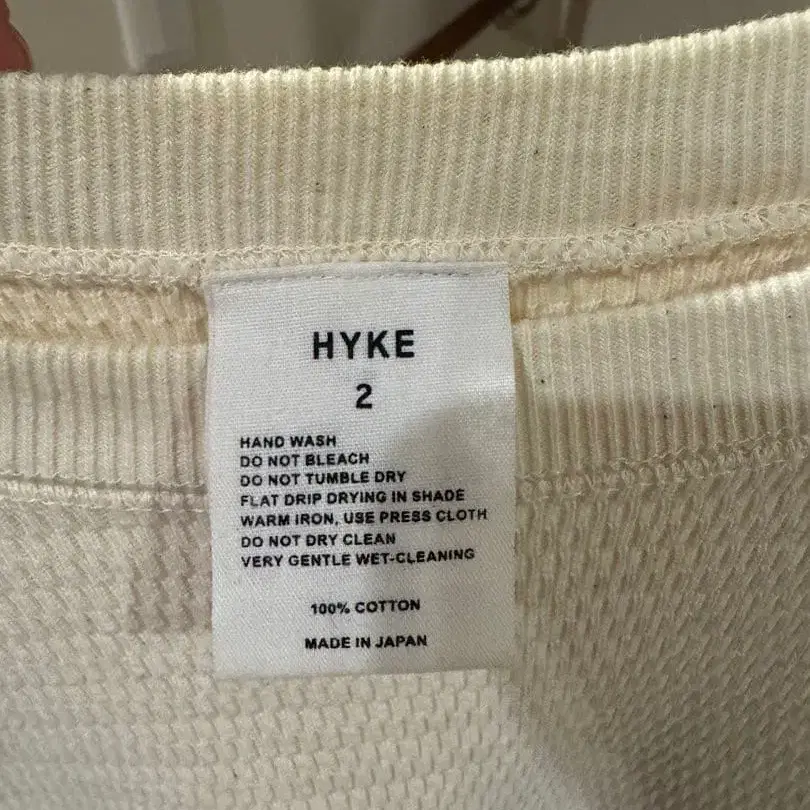 HYKE
2
HAND WASH
DO NOT BLEACH
DO NOT TUMBLE DRY
FLAT DRIP DRYING IN SHADE
WARM IRON, USE PRESS CLOTH
DO NOT DRY CLEAN
VERY GENTLE WET-CLEANING
100% COTTON
MADE IN JAPAN